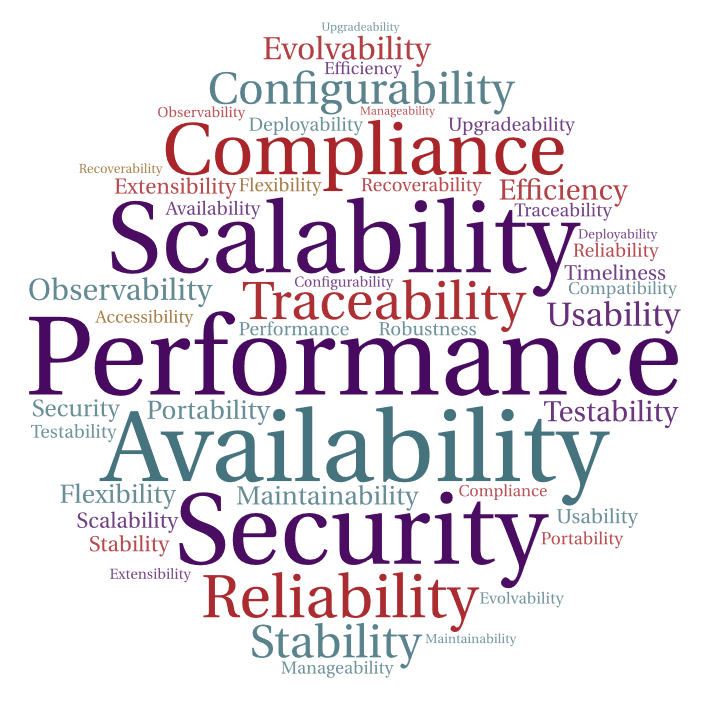 Upgradeability
Evolvability
Efficiency
Configurability
Observability
Manageability
Deployability
Upgradeability
Compliance
Recoverability
Extensibility
Flexibility
Recoverability
Efficiency
Availability
Traceability
Scalability
Deployability
Reliability
Timeliness
Configurability
Compatibility
Observability
Traceability
Usability
Accessibility
Performance
Robustness
Performance
Security
Portability
Testability
Testability
Availability
Flexibility
Maintainability
Compliance
Scalability
Security
Usability
Stability
Portability
Extensibility
Reliability
Evolvability
Stability
Maintainability
Manageability